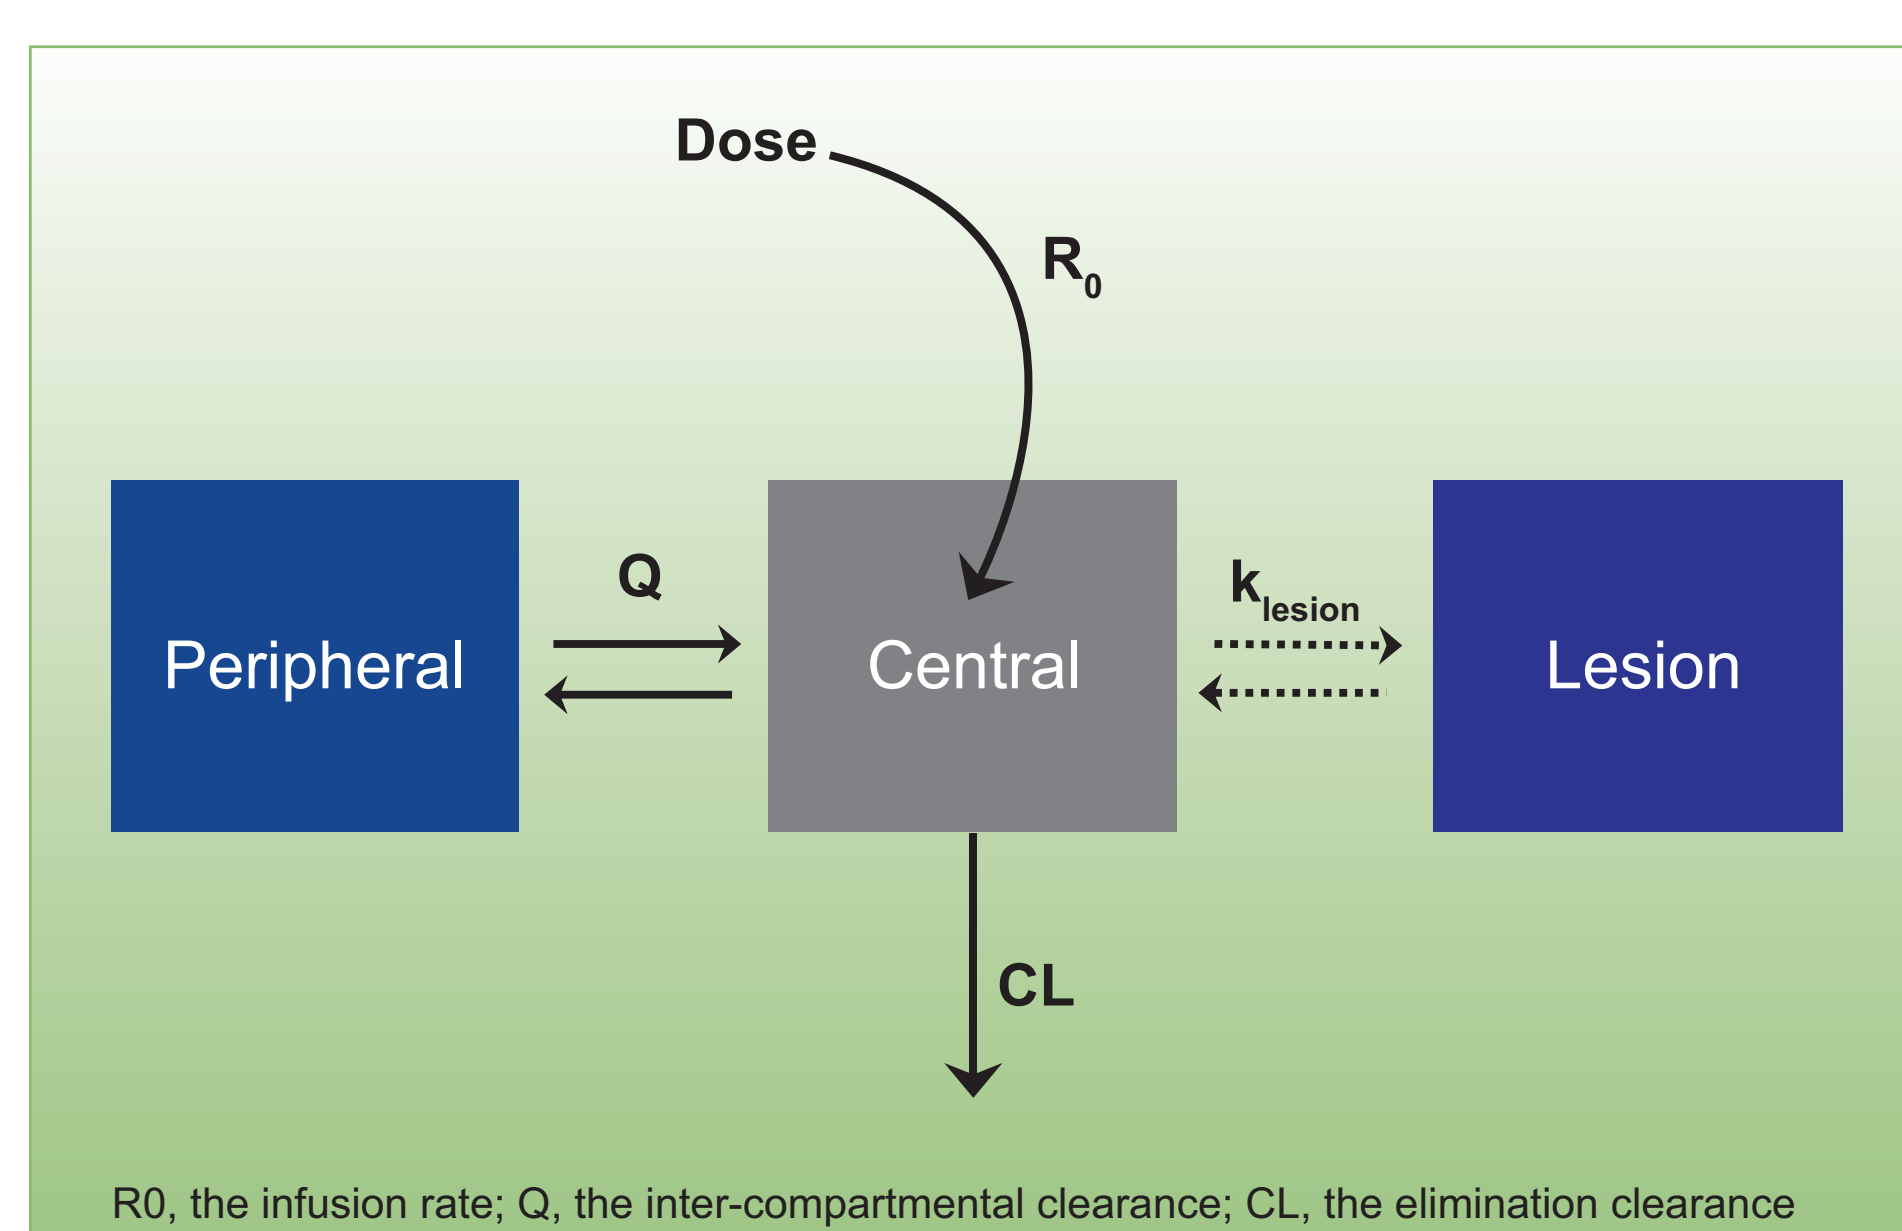 Dose
R0
Q
klesion
Peripheral
Central
Lesion
CL
R0, the infusion rate; Q, the inter-compartmental clearance; CL, the elimination clearance